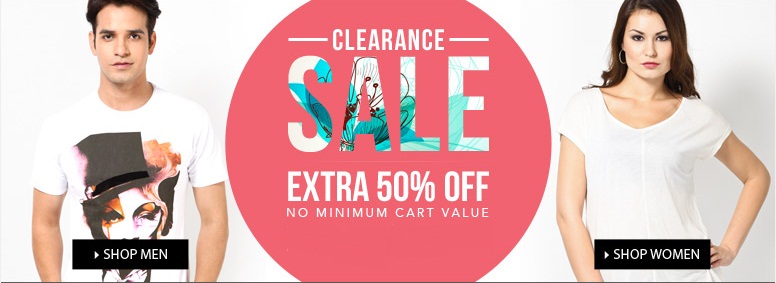 CLEARANCE
SALE
EXTRA 50% OFF
NO MINIMUM CART VALUE
SHOP MEN
SHOP WOMEN